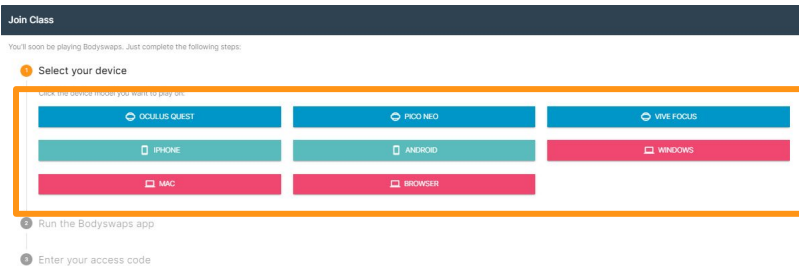 Join Class
You'll soon be playing Bodyswaps. Just complete the following steps:
1 Select your device
Click the device model you want to play on:
OCULUS QUEST PICO NEO VIVE FOCUS
IPHONE ANDROID WINDOWS
MAC BROWSER
2 Run the Bodyswaps app
3 Enter your access code